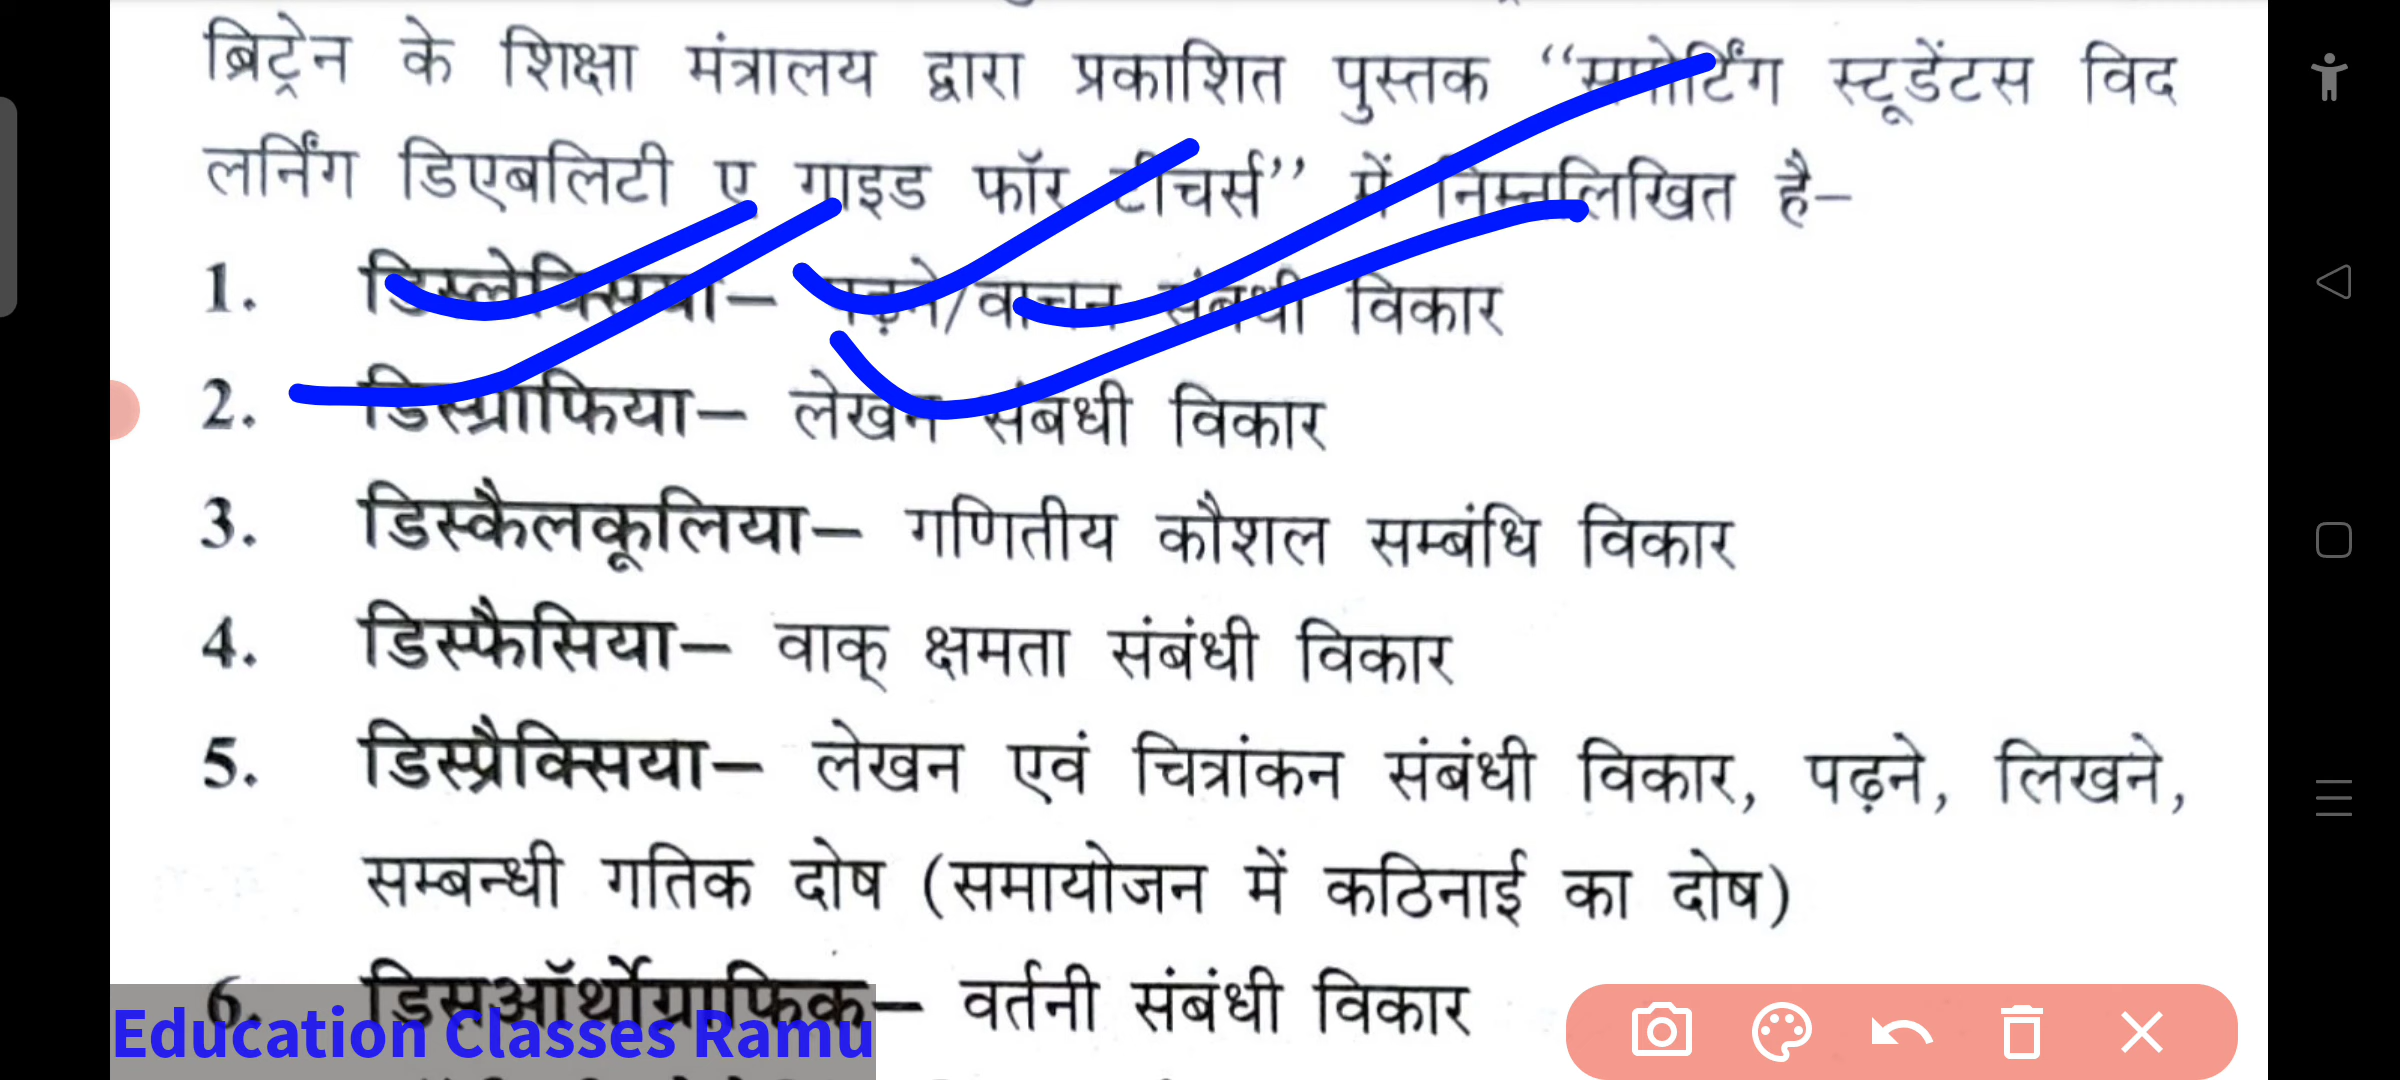 ब्रिट्रेन के शिक्षा मंत्रालय द्वारा प्रकाशित पुस्तक “स्पोर्टिंग स्टूडेंटस विद
लर्निंग डिएबलिटी ए गाइड फॉर टीचर्स” में निम्नलिखित है–
1. डिस्लेक्सिया– पढ़ने/वाचन संबंधी विकार
2. डिस्ग्राफिया– लेखन संबंधी विकार
3. डिस्कैलकूलिया– गणितीय कौशल सम्बंधि विकार
4. डिस्फैसिया– वाक् क्षमता संबंधी विकार
5. डिस्प्रैक्सिया– लेखन एवं चित्रांकन संबंधी विकार, पढ़ने, लिखने,
सम्बन्धी गतिक दोष (समायोजन में कठिनाई का दोष)
6. डिसऑर्थोग्राफिक– वर्तनी संबंधी विकार
Education Classes Ramu